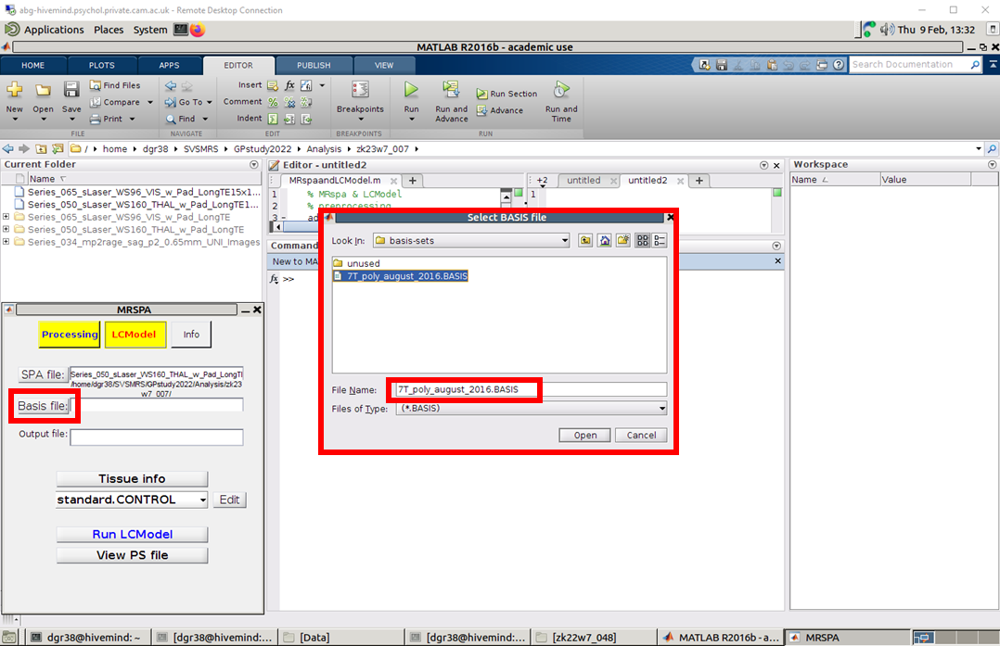 abg-hivemind.psychol.private.cam.ac.uk - Remote Desktop Connection
Applications Places System Thu 9 Feb, 13:32
MATLAB R2016b - academic use
HOME PLOTS APPS EDITOR PUBLISH VIEW Search Documentation
New Open Save Find Files Compare Print
Go To Find
Insert fx
Comment
Indent
Breakpoints Run Run and Advance Run Section Advance Run and Time
FILE NAVIGATE EDIT BREAKPOINTS RUN
/ home dgr38 SVSMRS GPstudy2022 Analysis zk23w7_007
Current Folder
Name
Series_065_sLaser_WS96_VIS_w_Pad_LongTE15x1...
Series_050_sLaser_WS160_THAL_w_Pad_LongTE1...
Series_065_sLaser_WS96_VIS_w_Pad_LongTE
Series_050_sLaser_WS160_THAL_w_Pad_LongTE
Series_034_mp2rage_sag_p2_0.65mm_UNI_Images
Editor - untitled2
MRspaandLCModel.m +2 untitled untitled2
1 % MRspa & LCModel
2 % preprocessing
3 - ad
1
Workspace
Name Value
Comman
New to MA
fx >>
Select BASIS file
Look In: basis-sets
unused
7T_poly_august_2016.BASIS
File Name: 7T_poly_august_2016.BASIS
Files of Type: (*.BASIS)
Open Cancel
MRSPA
Processing LCModel Info
SPA file: Series_050_sLaser_WS160_THAL_w_Pad_LongTE
/home/dgr38/SVSMRS/GPstudy2022/Analysis/zk23
w7_007/
Basis file:
Output file:
Tissue info
standard.CONTROL Edit
Run LCModel
View PS file
dgr38@hivemind: ~ [dgr38@hivemind:... [Data] [dgr38@hivemind:... [zk22w7_048] MATLAB R2016b - a... MRSPA